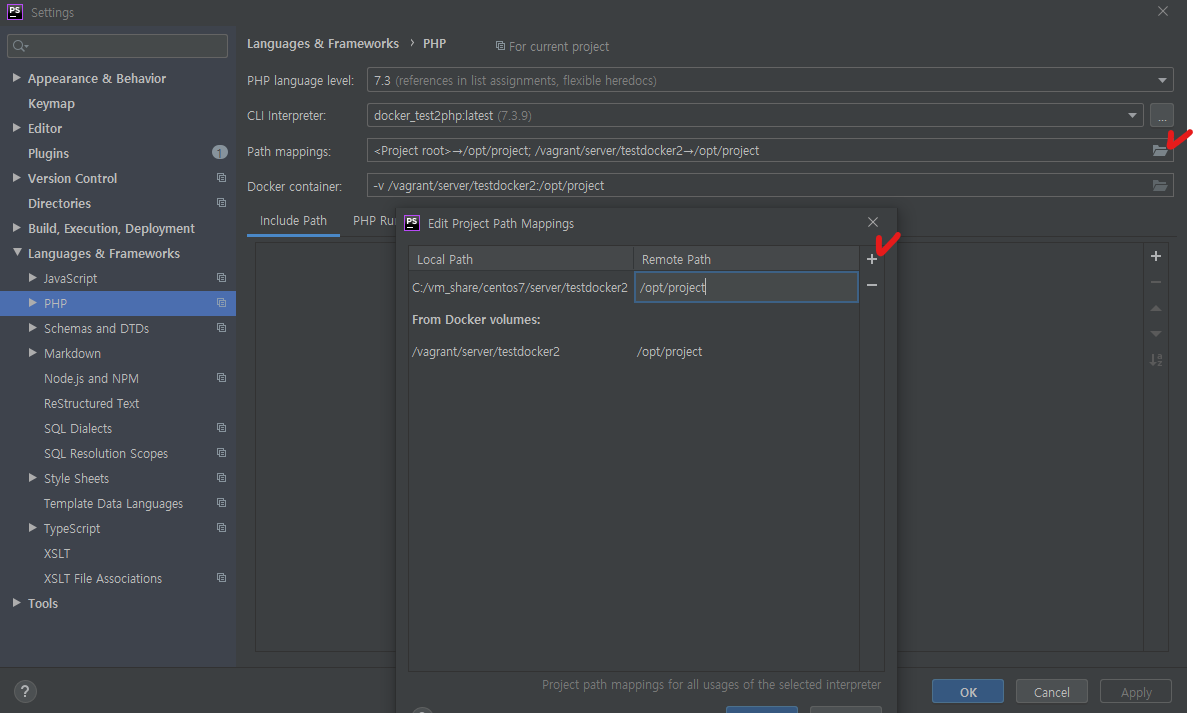 PS Settings
Languages & Frameworks › PHP For current project
Appearance & Behavior
Keymap
Editor
Plugins 1
Version Control
Directories
Build, Execution, Deployment
Languages & Frameworks
JavaScript
PHP
Schemas and DTDs
Markdown
Node.js and NPM
ReStructured Text
SQL Dialects
SQL Resolution Scopes
Style Sheets
Template Data Languages
TypeScript
XSLT
XSLT File Associations
Tools
?
PHP language level: 7.3 (references in list assignments, flexible heredocs)
CLI Interpreter: docker_test2php:latest (7.3.9) ...
Path mappings: <Project root>→/opt/project; /vagrant/server/testdocker2→/opt/project
Docker container: -v /vagrant/server/testdocker2:/opt/project
Include Path PHP Ru
PS Edit Project Path Mappings
Local Path Remote Path
C:/vm_share/centos7/server/testdocker2 /opt/project
From Docker volumes:
/vagrant/server/testdocker2 /opt/project
Project path mappings for all usages of the selected interpreter
OK Cancel Apply